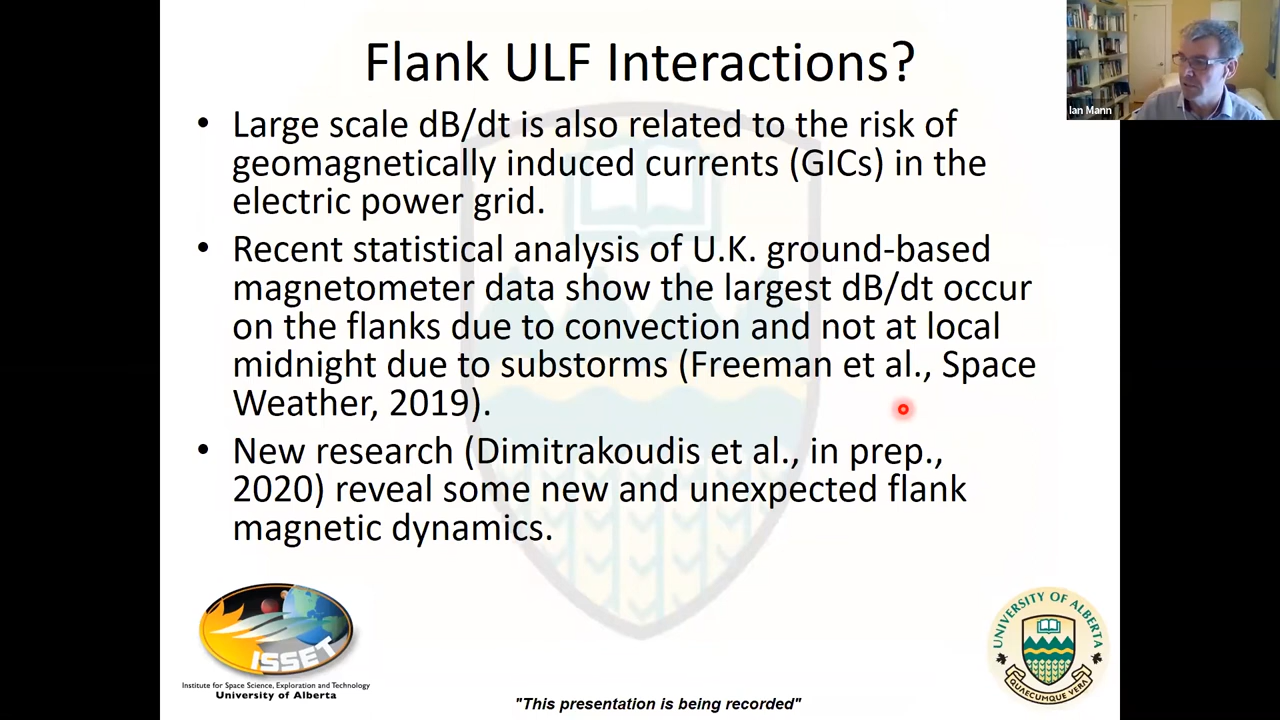 Flank ULF Interactions?
Ian Mann
• Large scale dB/dt is also related to the risk of
geomagnetically induced currents (GICs) in the
electric power grid.
• Recent statistical analysis of U.K. ground-based
magnetometer data show the largest dB/dt occur
on the flanks due to convection and not at local
midnight due to substorms (Freeman et al., Space
Weather, 2019).
• New research (Dimitrakoudis et al., in prep.,
2020) reveal some new and unexpected flank
magnetic dynamics.
ISSET
Institute for Space Science, Exploration and Technology
University of Alberta
UNIVERSITY OF ALBERTA
QUAECUMQUE VERA
"This presentation is being recorded"